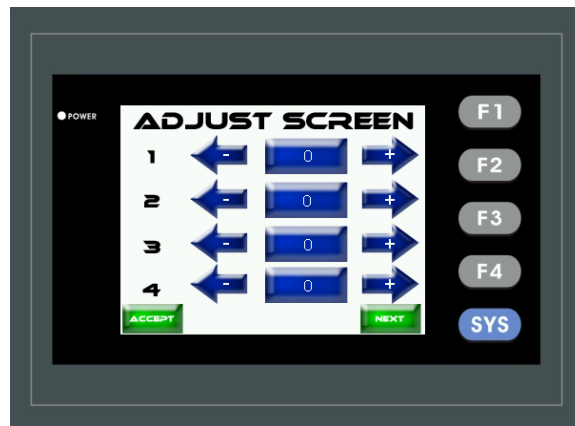 POWER
ADJUST SCREEN
1 - 0 +
2 - 0 +
3 - 0 +
4 - 0 +
ACCEPT NEXT
F1
F2
F3
F4
SYS